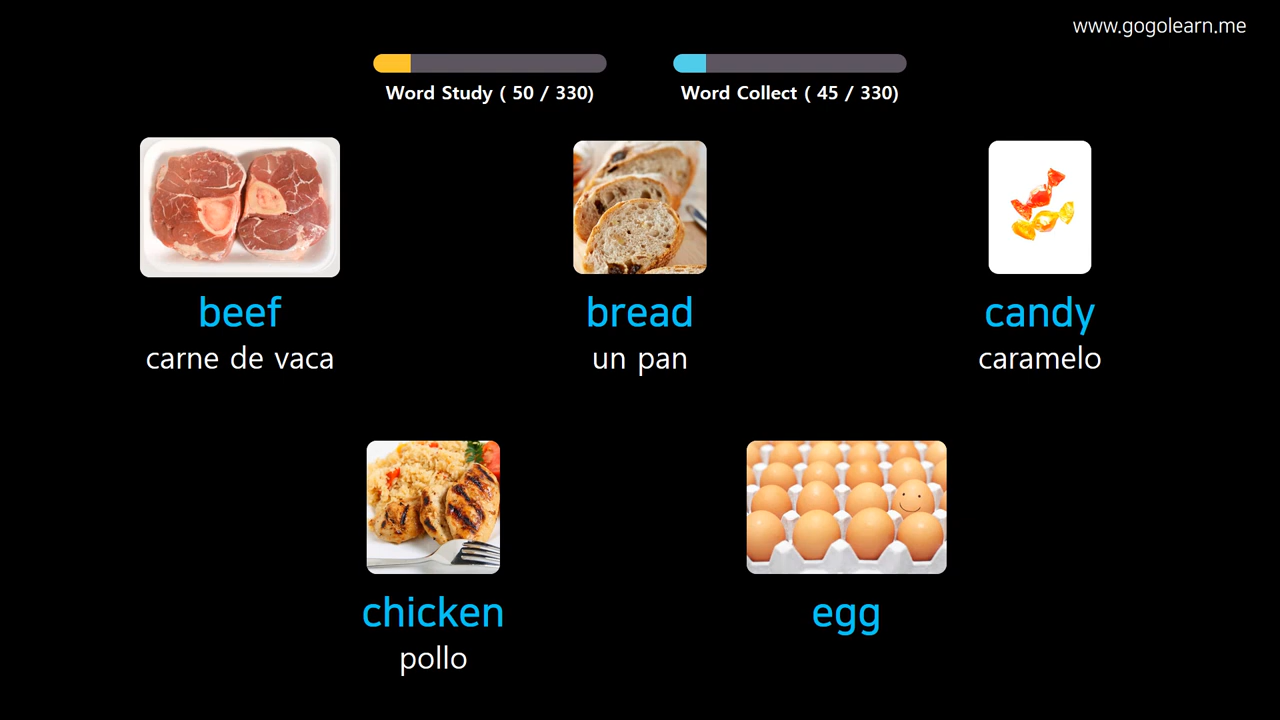 www.gogolearn.me
Word Study ( 50 / 330)
Word Collect ( 45 / 330)
beef
carne de vaca
bread
un pan
candy
caramelo
chicken
pollo
egg